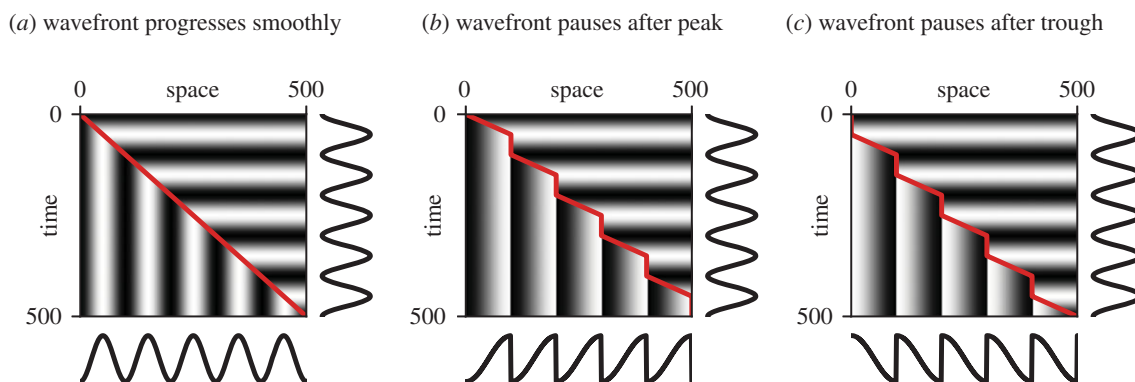 (a) wavefront progresses smoothly
(b) wavefront pauses after peak
(c) wavefront pauses after trough
0 space 500
0 space 500
0 space 500
0
time
500
0
time
500
0
time
500